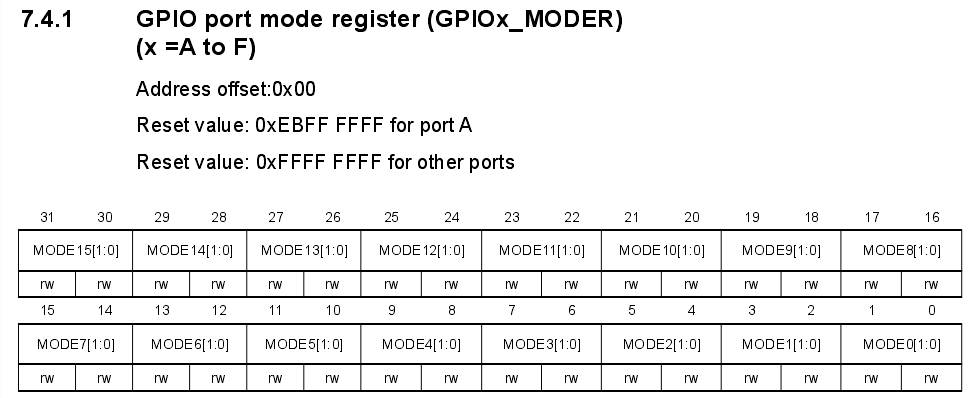 7.4.1 GPIO port mode register (GPIOx_MODER)
(x =A to F)
Address offset:0x00
Reset value: 0xEBFF FFFF for port A
Reset value: 0xFFFF FFFF for other ports
31 30 29 28 27 26 25 24 23 22 21 20 19 18 17 16
MODE15[1:0] MODE14[1:0] MODE13[1:0] MODE12[1:0] MODE11[1:0] MODE10[1:0] MODE9[1:0] MODE8[1:0]
rw rw rw rw rw rw rw rw rw rw rw rw rw rw rw rw
15 14 13 12 11 10 9 8 7 6 5 4 3 2 1 0
MODE7[1:0] MODE6[1:0] MODE5[1:0] MODE4[1:0] MODE3[1:0] MODE2[1:0] MODE1[1:0] MODE0[1:0]
rw rw rw rw rw rw rw rw rw rw rw rw rw rw rw rw